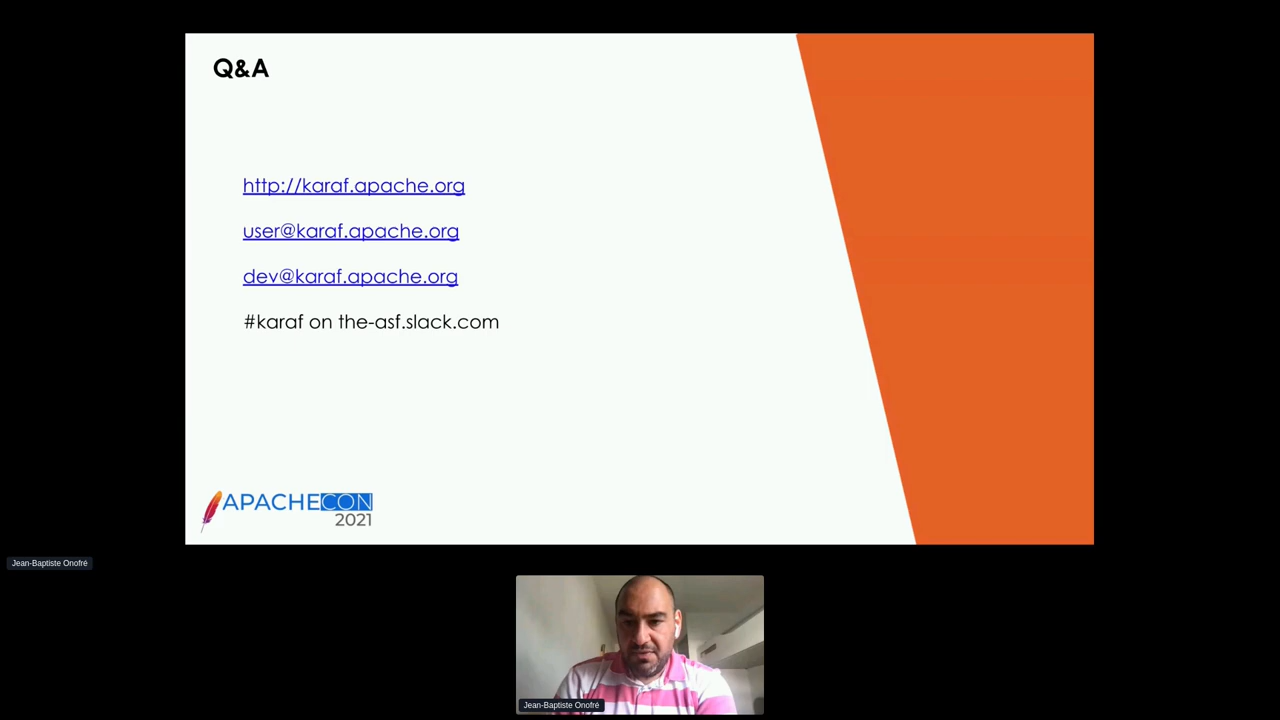 Q&A
http://karaf.apache.org
user@karaf.apache.org
dev@karaf.apache.org
#karaf on the-asf.slack.com
APACHECON
2021
Jean-Baptiste Onofré
Jean-Baptiste Onofré